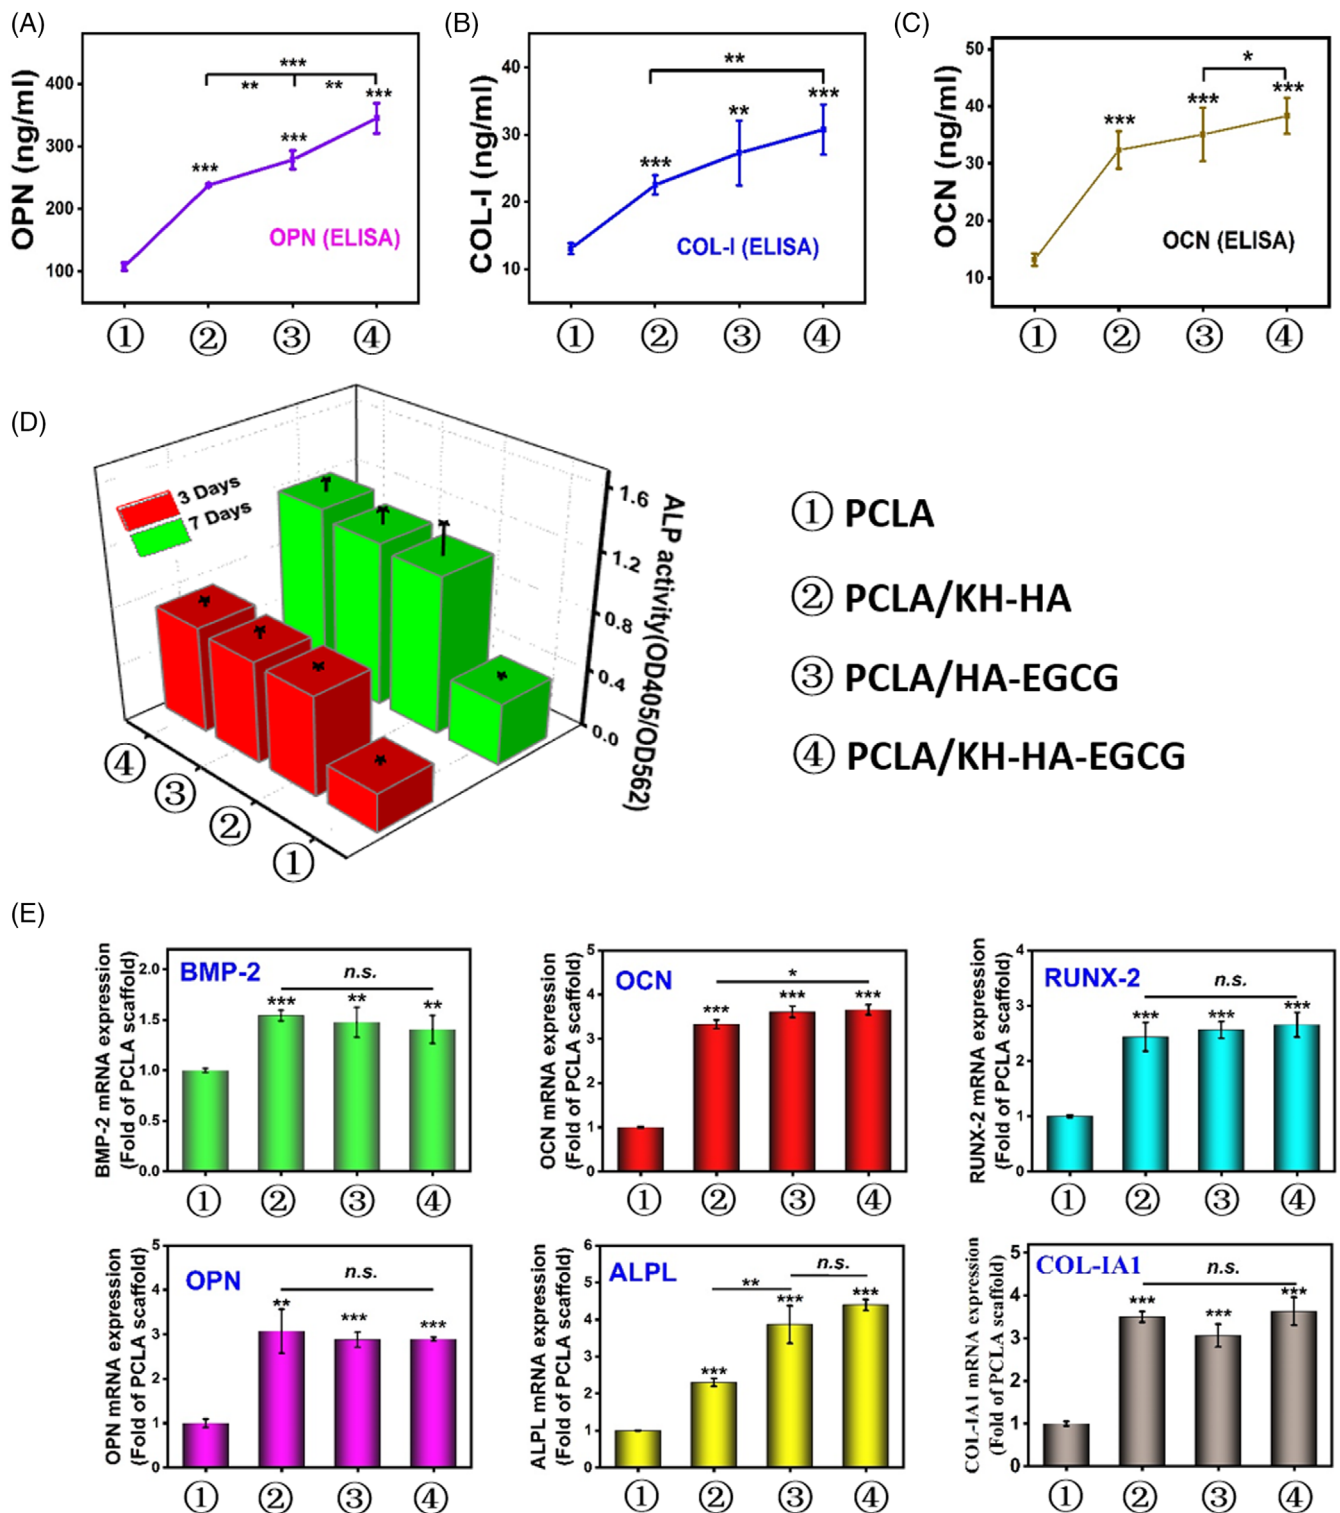 (A)
OPN (ng/ml)
400
300
200
100
***
**
**
***
***
***
OPN (ELISA)
① ② ③ ④
(B)
COL-I (ng/ml)
40
30
20
10
**
***
**
***
COL-I (ELISA)
① ② ③ ④
(C)
OCN (ng/ml)
50
40
30
20
10
*
***
***
***
OCN (ELISA)
① ② ③ ④
(D)
3 Days
7 Days
1.6
1.2
0.8
0.4
0.0
ALP activity(OD405/OD562)
④ ③ ② ①
① PCLA
② PCLA/KH-HA
③ PCLA/HA-EGCG
④ PCLA/KH-HA-EGCG
(E)
BMP-2 mRNA expression
(Fold of PCLA scaffold)
2.0
1.5
1.0
0.5
0.0
BMP-2
n.s.
*** ** **
① ② ③ ④
OCN mRNA expression
(Fold of PCLA scaffold)
5
4
3
2
1
0
OCN
*
*** *** ***
① ② ③ ④
RUNX-2 mRNA expression
(Fold of PCLA scaffold)
4
3
2
1
0
RUNX-2
n.s.
*** *** ***
① ② ③ ④
OPN mRNA expression
(Fold of PCLA scaffold)
5
4
3
2
1
0
OPN
n.s.
** *** ***
① ② ③ ④
ALPL mRNA expression
(Fold of PCLA scaffold)
6
5
4
3
2
1
0
ALPL
n.s.
**
*** *** ***
① ② ③ ④
COL-IA1 mRNA expression
(Fold of PCLA scaffold)
5
4
3
2
1
0
COL-IA1
n.s.
*** *** ***
① ② ③ ④